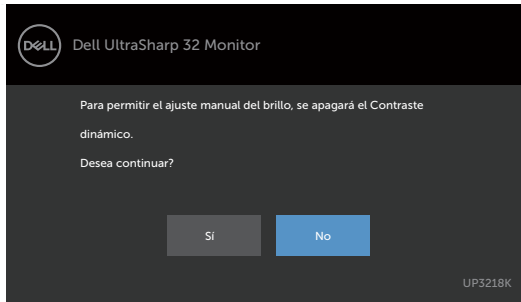 DELL Dell UltraSharp 32 Monitor
Para permitir el ajuste manual del brillo, se apagará el Contraste
dinámico.
Desea continuar?
Sí No
UP3218K